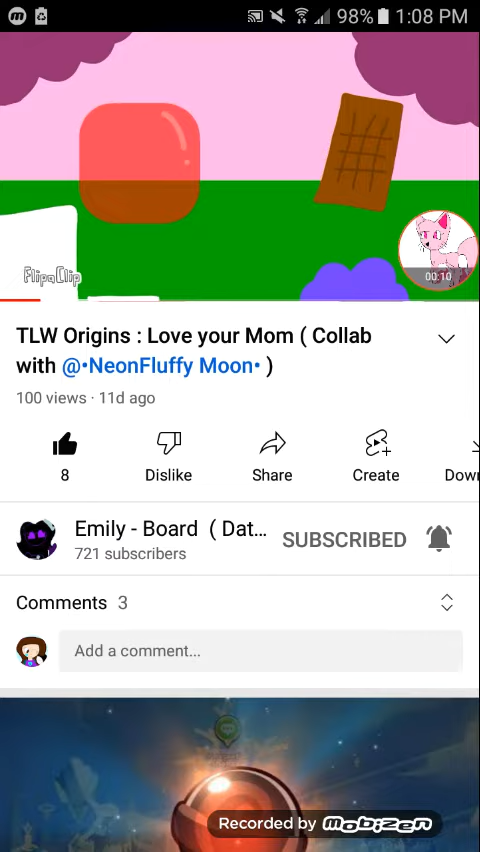 m
98% 1:08 PM
FlipaClip
00:10
TLW Origins : Love your Mom ( Collab
with @•NeonFluffy Moon• )
100 views · 11d ago
8
Dislike
Share
Create
Down
Emily - Board ( Dat...
SUBSCRIBED
721 subscribers
Comments 3
Add a comment...
Recorded by mobizen